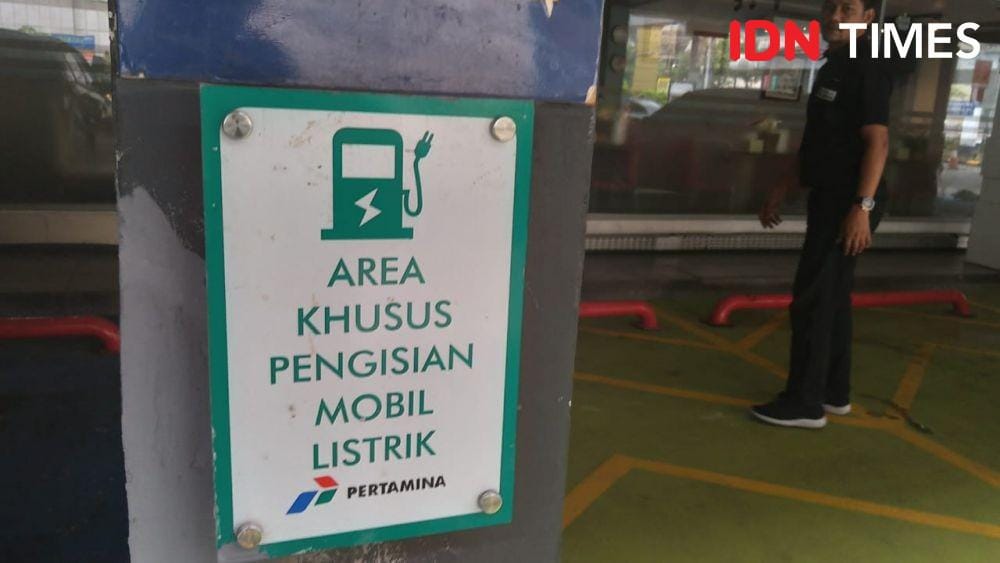 IDN TIMES
AREA
KHUSUS
PENGISIAN
MOBIL
LISTRIK
PERTAMINA